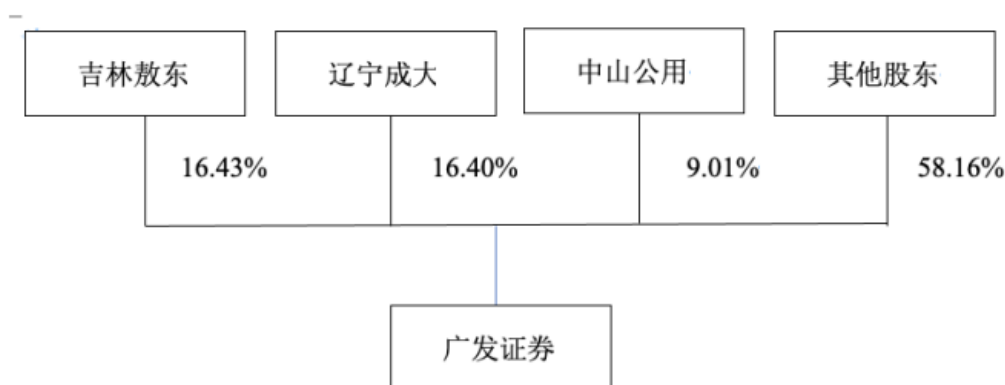 吉林敖东
辽宁成大
中山公用
其他股东
16.43%
16.40%
9.01%
58.16%
广发证券